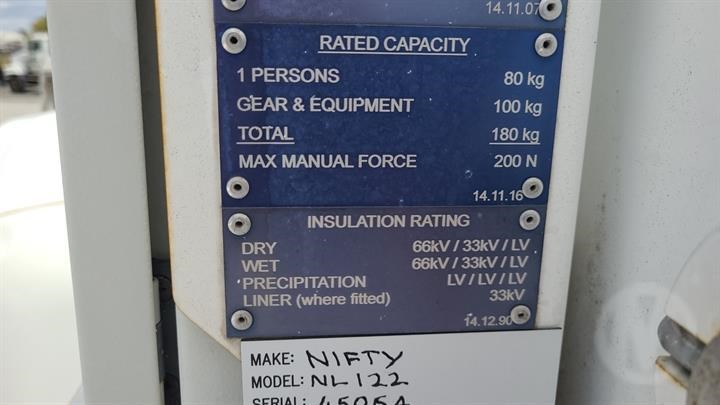 14.11.07
RATED CAPACITY
1 PERSONS 80 kg
GEAR & EQUIPMENT 100 kg
TOTAL 180 kg
MAX MANUAL FORCE 200 N
14.11.16
INSULATION RATING
DRY 66kV / 33kV / LV
WET 66kV / 33kV / LV
PRECIPITATION LV / LV / LV
LINER (where fitted) 33kV
14.12.90
MAKE: NIFTY
MODEL: NL122
SERIAL: